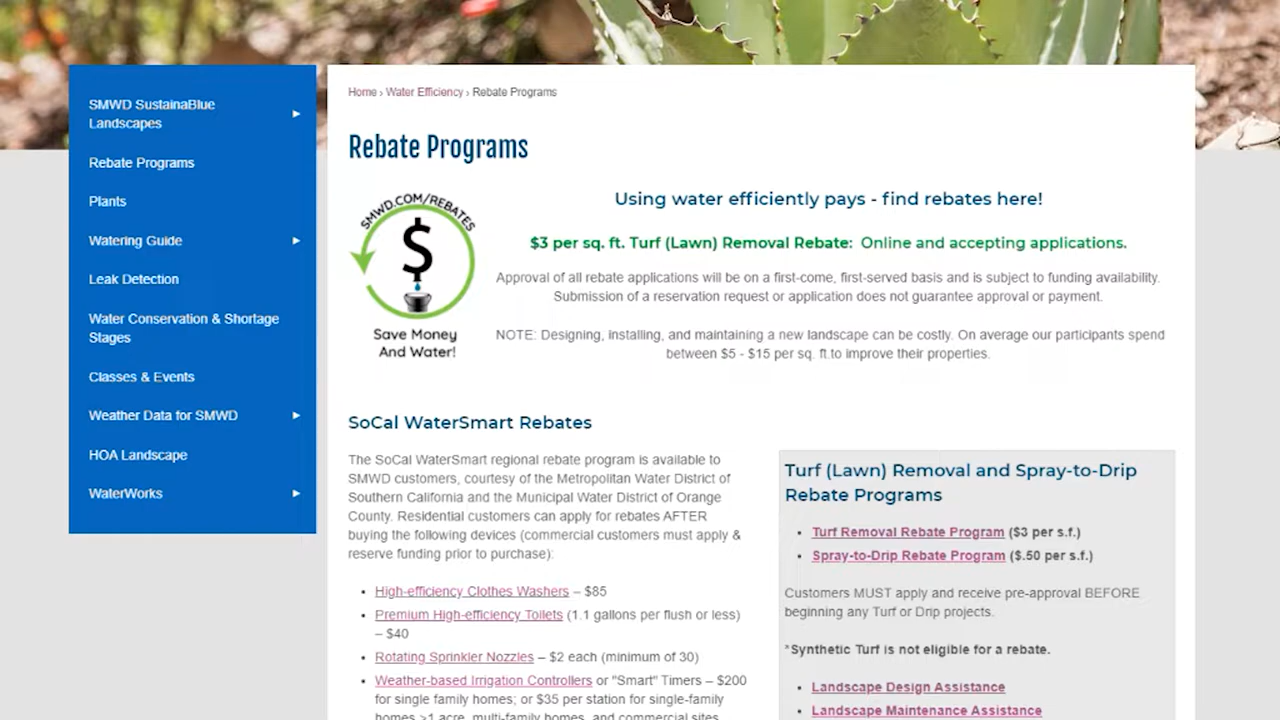 SMWD SustainaBlue
Landscapes
Rebate Programs
Plants
Watering Guide
Leak Detection
Water Conservation & Shortage
Stages
Classes & Events
Weather Data for SMWD
HOA Landscape
WaterWorks
Home › Water Efficiency › Rebate Programs
Rebate Programs
SMWD.COM/REBATES
$
Save Money
And Water!
Using water efficiently pays - find rebates here!
$3 per sq. ft. Turf (Lawn) Removal Rebate: Online and accepting applications.
Approval of all rebate applications will be on a first-come, first-served basis and is subject to funding availability.
Submission of a reservation request or application does not guarantee approval or payment.
NOTE: Designing, installing, and maintaining a new landscape can be costly. On average our participants spend
between $5 - $15 per sq. ft.to improve their properties.
SoCal WaterSmart Rebates
The SoCal WaterSmart regional rebate program is available to
SMWD customers, courtesy of the Metropolitan Water District of
Southern California and the Municipal Water District of Orange
County. Residential customers can apply for rebates AFTER
buying the following devices (commercial customers must apply &
reserve funding prior to purchase):
• High-efficiency Clothes Washers – $85
• Premium High-efficiency Toilets (1.1 gallons per flush or less)
– $40
• Rotating Sprinkler Nozzles – $2 each (minimum of 30)
• Weather-based Irrigation Controllers or "Smart" Timers – $200
for single family homes; or $35 per station for single-family
homes >1 acre, multi-family homes, and commercial sites
Turf (Lawn) Removal and Spray-to-Drip
Rebate Programs
• Turf Removal Rebate Program ($3 per s.f.)
• Spray-to-Drip Rebate Program ($.50 per s.f.)
Customers MUST apply and receive pre-approval BEFORE
beginning any Turf or Drip projects.
*Synthetic Turf is not eligible for a rebate.
• Landscape Design Assistance
• Landscape Maintenance Assistance